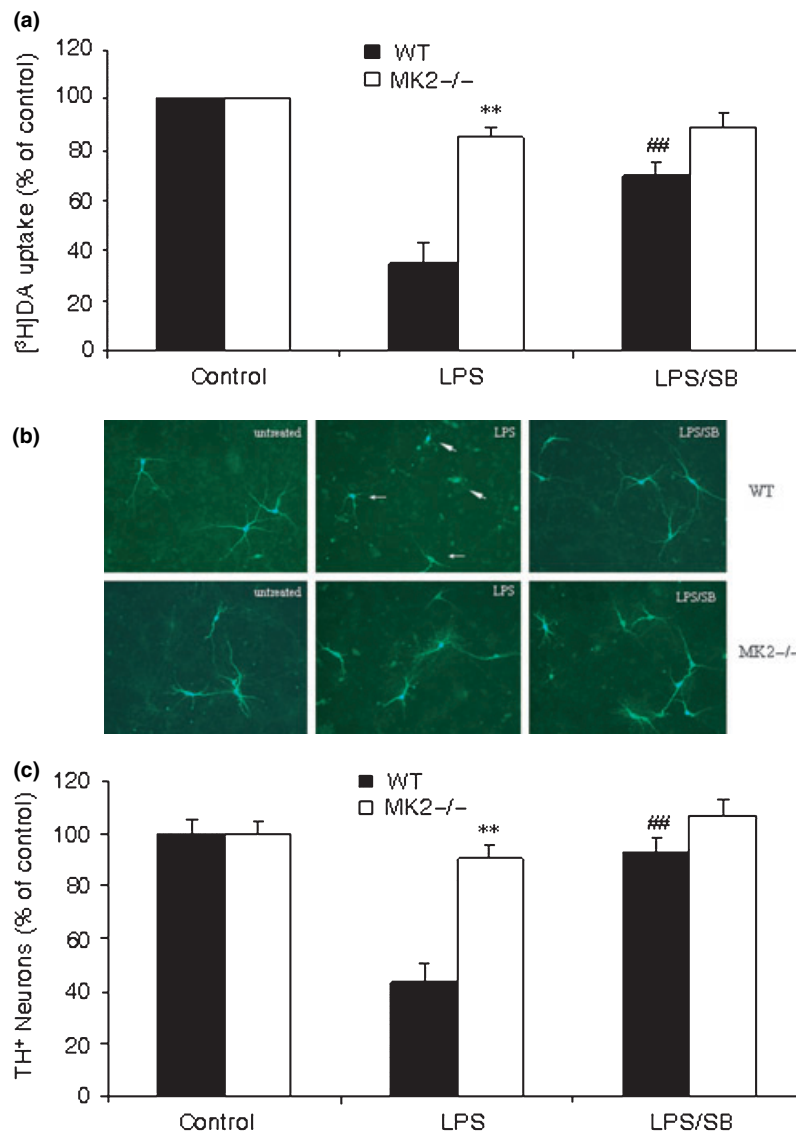 (a)
120
100
80
60
40
20
0
[³H]DA uptake (% of control)
WT
MK2−/−
**
##
Control LPS LPS/SB
(b)
untreated LPS LPS/SB
WT
untreated LPS LPS/SB
MK2−/−
(c)
120
100
80
60
40
20
0
TH⁺ Neurons (% of control)
WT
MK2−/−
**
##
Control LPS LPS/SB